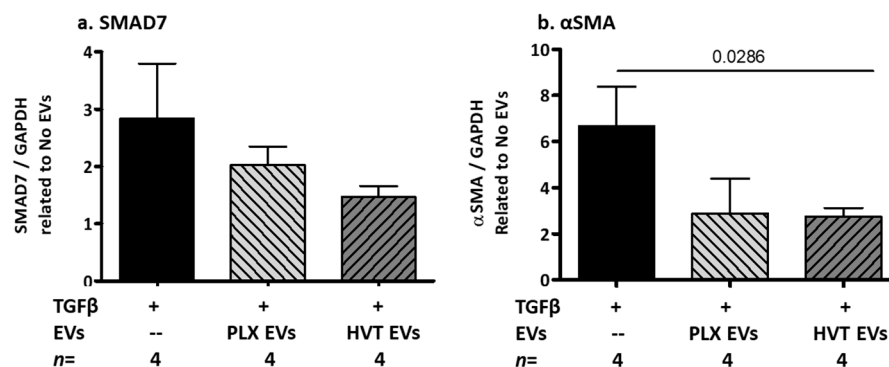 a. SMAD7
SMAD7 / GAPDH
related to No EVs
4
3
2
1
0
TGFβ + + +
EVs -- PLX EVs HVT EVs
n= 4 4 4
b. αSMA
αSMA / GAPDH
Related to No EVs
10
8
6
4
2
0
0.0286
TGFβ + + +
EVs -- PLX EVs HVT EVs
n= 4 4 4